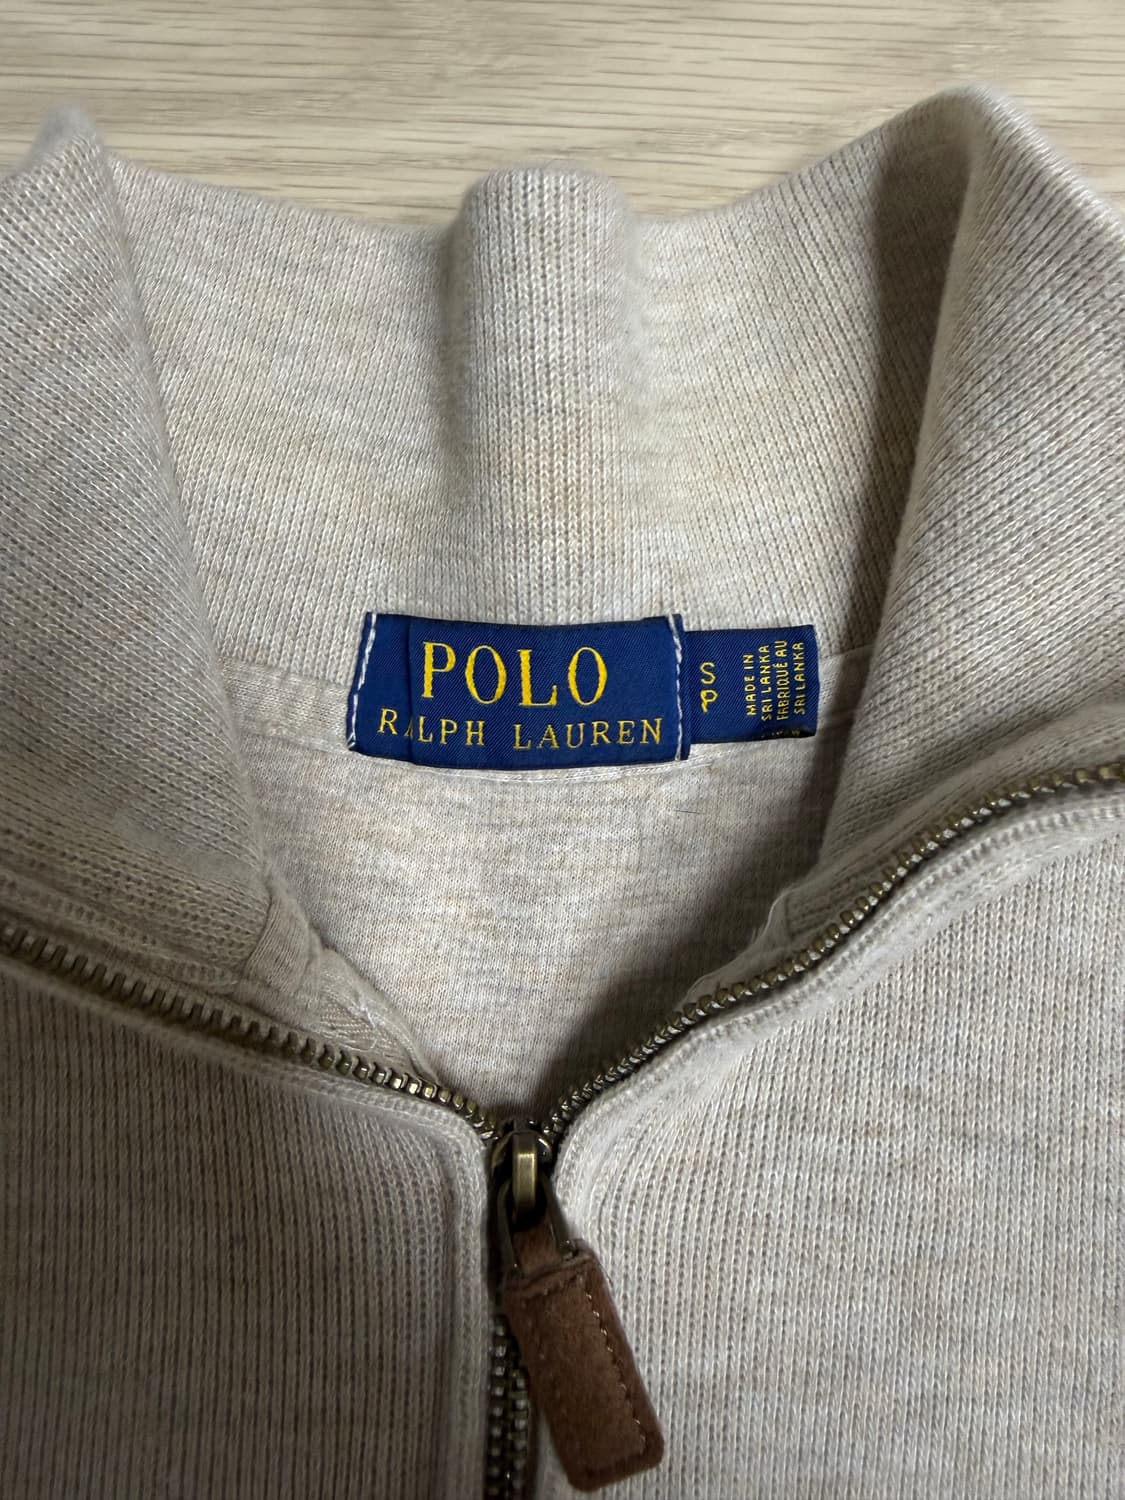 POLO
RALPH LAUREN
S
P
MADE IN
SRI LANKA
FABRIQUÉ AU
SRI LANKA